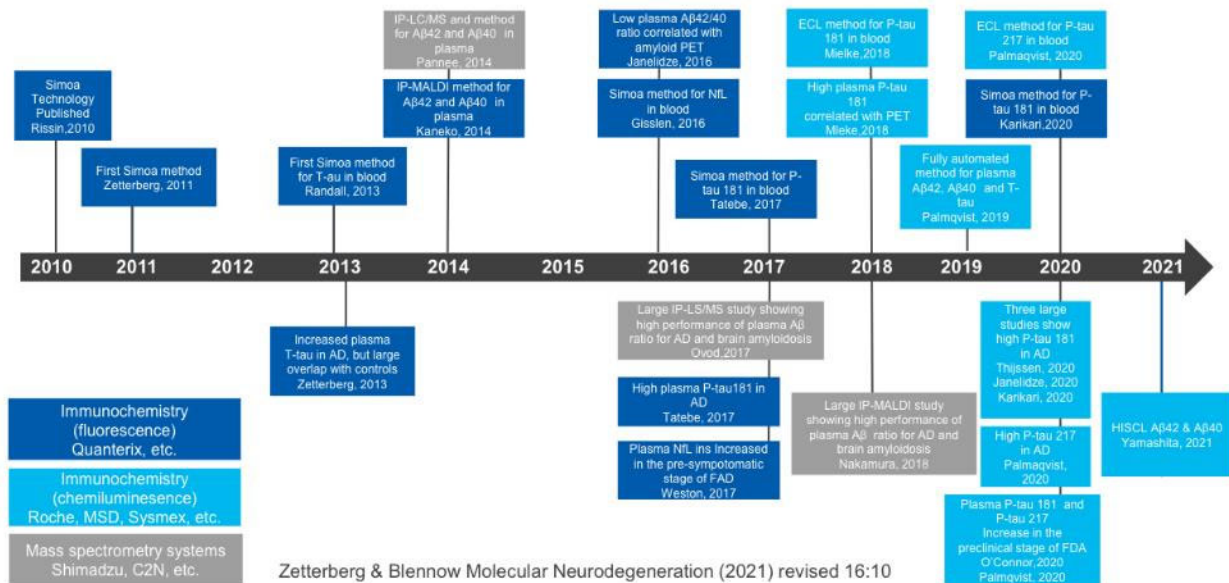 IP-LC/MS and method
for Aβ42 and Aβ40 in
plasma
Pannee, 2014
Low plasma Aβ42/40
ratio correlated with
amyloid PET
Janelidze, 2016
ECL method for P-tau
181 in blood
Mielke, 2018
ECL method for P-tau
217 in blood
Palmaqvist, 2020
Simoa
Technology
Published
Rissin,2010
IP-MALDI method for
Aβ42 and Aβ40 in
plasma
Kaneko, 2014
Simoa method for NfL
in blood
Gisslen, 2016
High plasma P-tau
181
correlated with PET
Mleke,2018
Simoa method for P-
tau 181 in blood
Karikari,2020
First Simoa method
Zetterberg, 2011
First Simoa method
for T-au in blood
Randall, 2013
Simoa method for P-
tau 181 in blood
Tatebe, 2017
Fully automated
method for plasma
Aβ42, Aβ40 and T-
tau
Palmqvist, 2019
2010 2011 2012 2013 2014 2015 2016 2017 2018 2019 2020 2021
Increased plasma
T-tau in AD, but large
overlap with controls
Zetterberg, 2013
Large IP-LS/MS study showing
high performance of plasma Aβ
ratio for AD and brain amyloidosis
Ovod,2017
High plasma P-tau181 in
AD
Tatebe, 2017
Plasma NfL ins Increased
in the pre-sympotomatic
stage of FAD
Weston, 2017
Large IP-MALDI study
showing high performance of
plasma Aβ ratio for AD and
brain amyloidosis
Nakamura, 2018
Three large
studies show
high P-tau 181
in AD
Thijssen, 2020
Janelidze, 2020
Karikari, 2020
High P-tau 217
in AD
Palmaqvist,
2020
Plasma P-tau 181 and
P-tau 217
Increase in
the preclinical stage of FDA
O'Connor,2020
Palmqvist, 2020
HISCL Aβ42 & Aβ40
Yamashita, 2021
Immunochemistry
(fluorescence)
Quanterix, etc.
Immunochemistry
(chemiluminesence)
Roche, MSD, Sysmex, etc.
Mass spectrometry systems
Shimadzu, C2N, etc.
Zetterberg & Blennow Molecular Neurodegeneration (2021) revised 16:10